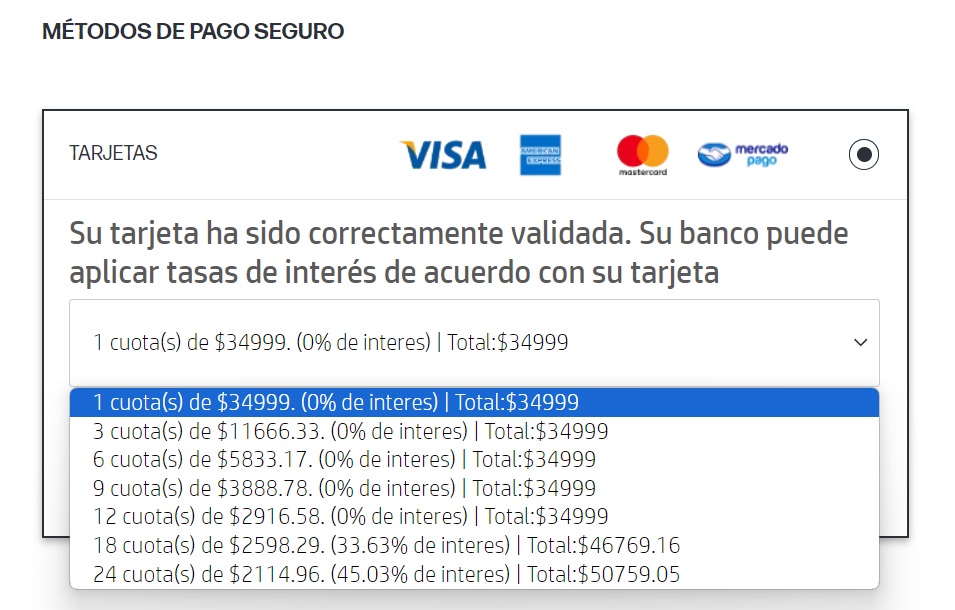 MÉTODOS DE PAGO SEGURO
TARJETAS
VISA
AMERICAN EXPRESS
mastercard
mercado pago
Su tarjeta ha sido correctamente validada. Su banco puede
aplicar tasas de interés de acuerdo con su tarjeta
1 cuota(s) de $34999. (0% de interes) | Total:$34999
1 cuota(s) de $34999. (0% de interes) | Total:$34999
3 cuota(s) de $11666.33. (0% de interes) | Total:$34999
6 cuota(s) de $5833.17. (0% de interes) | Total:$34999
9 cuota(s) de $3888.78. (0% de interes) | Total:$34999
12 cuota(s) de $2916.58. (0% de interes) | Total:$34999
18 cuota(s) de $2598.29. (33.63% de interes) | Total:$46769.16
24 cuota(s) de $2114.96. (45.03% de interes) | Total:$50759.05